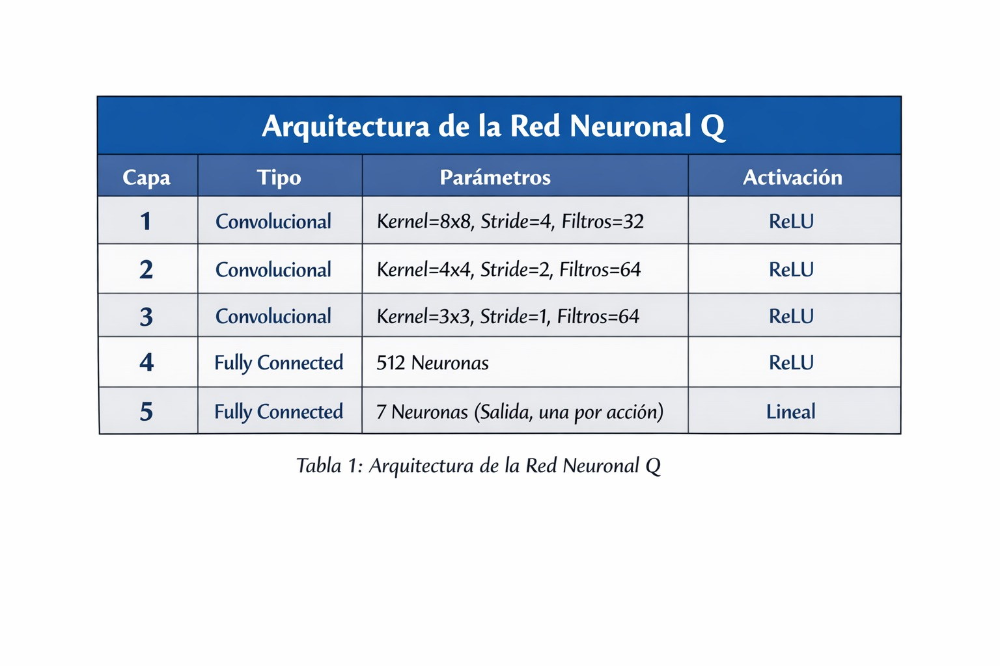 Arquitectura de la Red Neuronal Q
Capa Tipo Parámetros Activación
1 Convolucional Kernel=8x8, Stride=4, Filtros=32 ReLU
2 Convolucional Kernel=4x4, Stride=2, Filtros=64 ReLU
3 Convolucional Kernel=3x3, Stride=1, Filtros=64 ReLU
4 Fully Connected 512 Neuronas ReLU
5 Fully Connected 7 Neuronas (Salida, una por acción) Lineal
Tabla 1: Arquitectura de la Red Neuronal Q